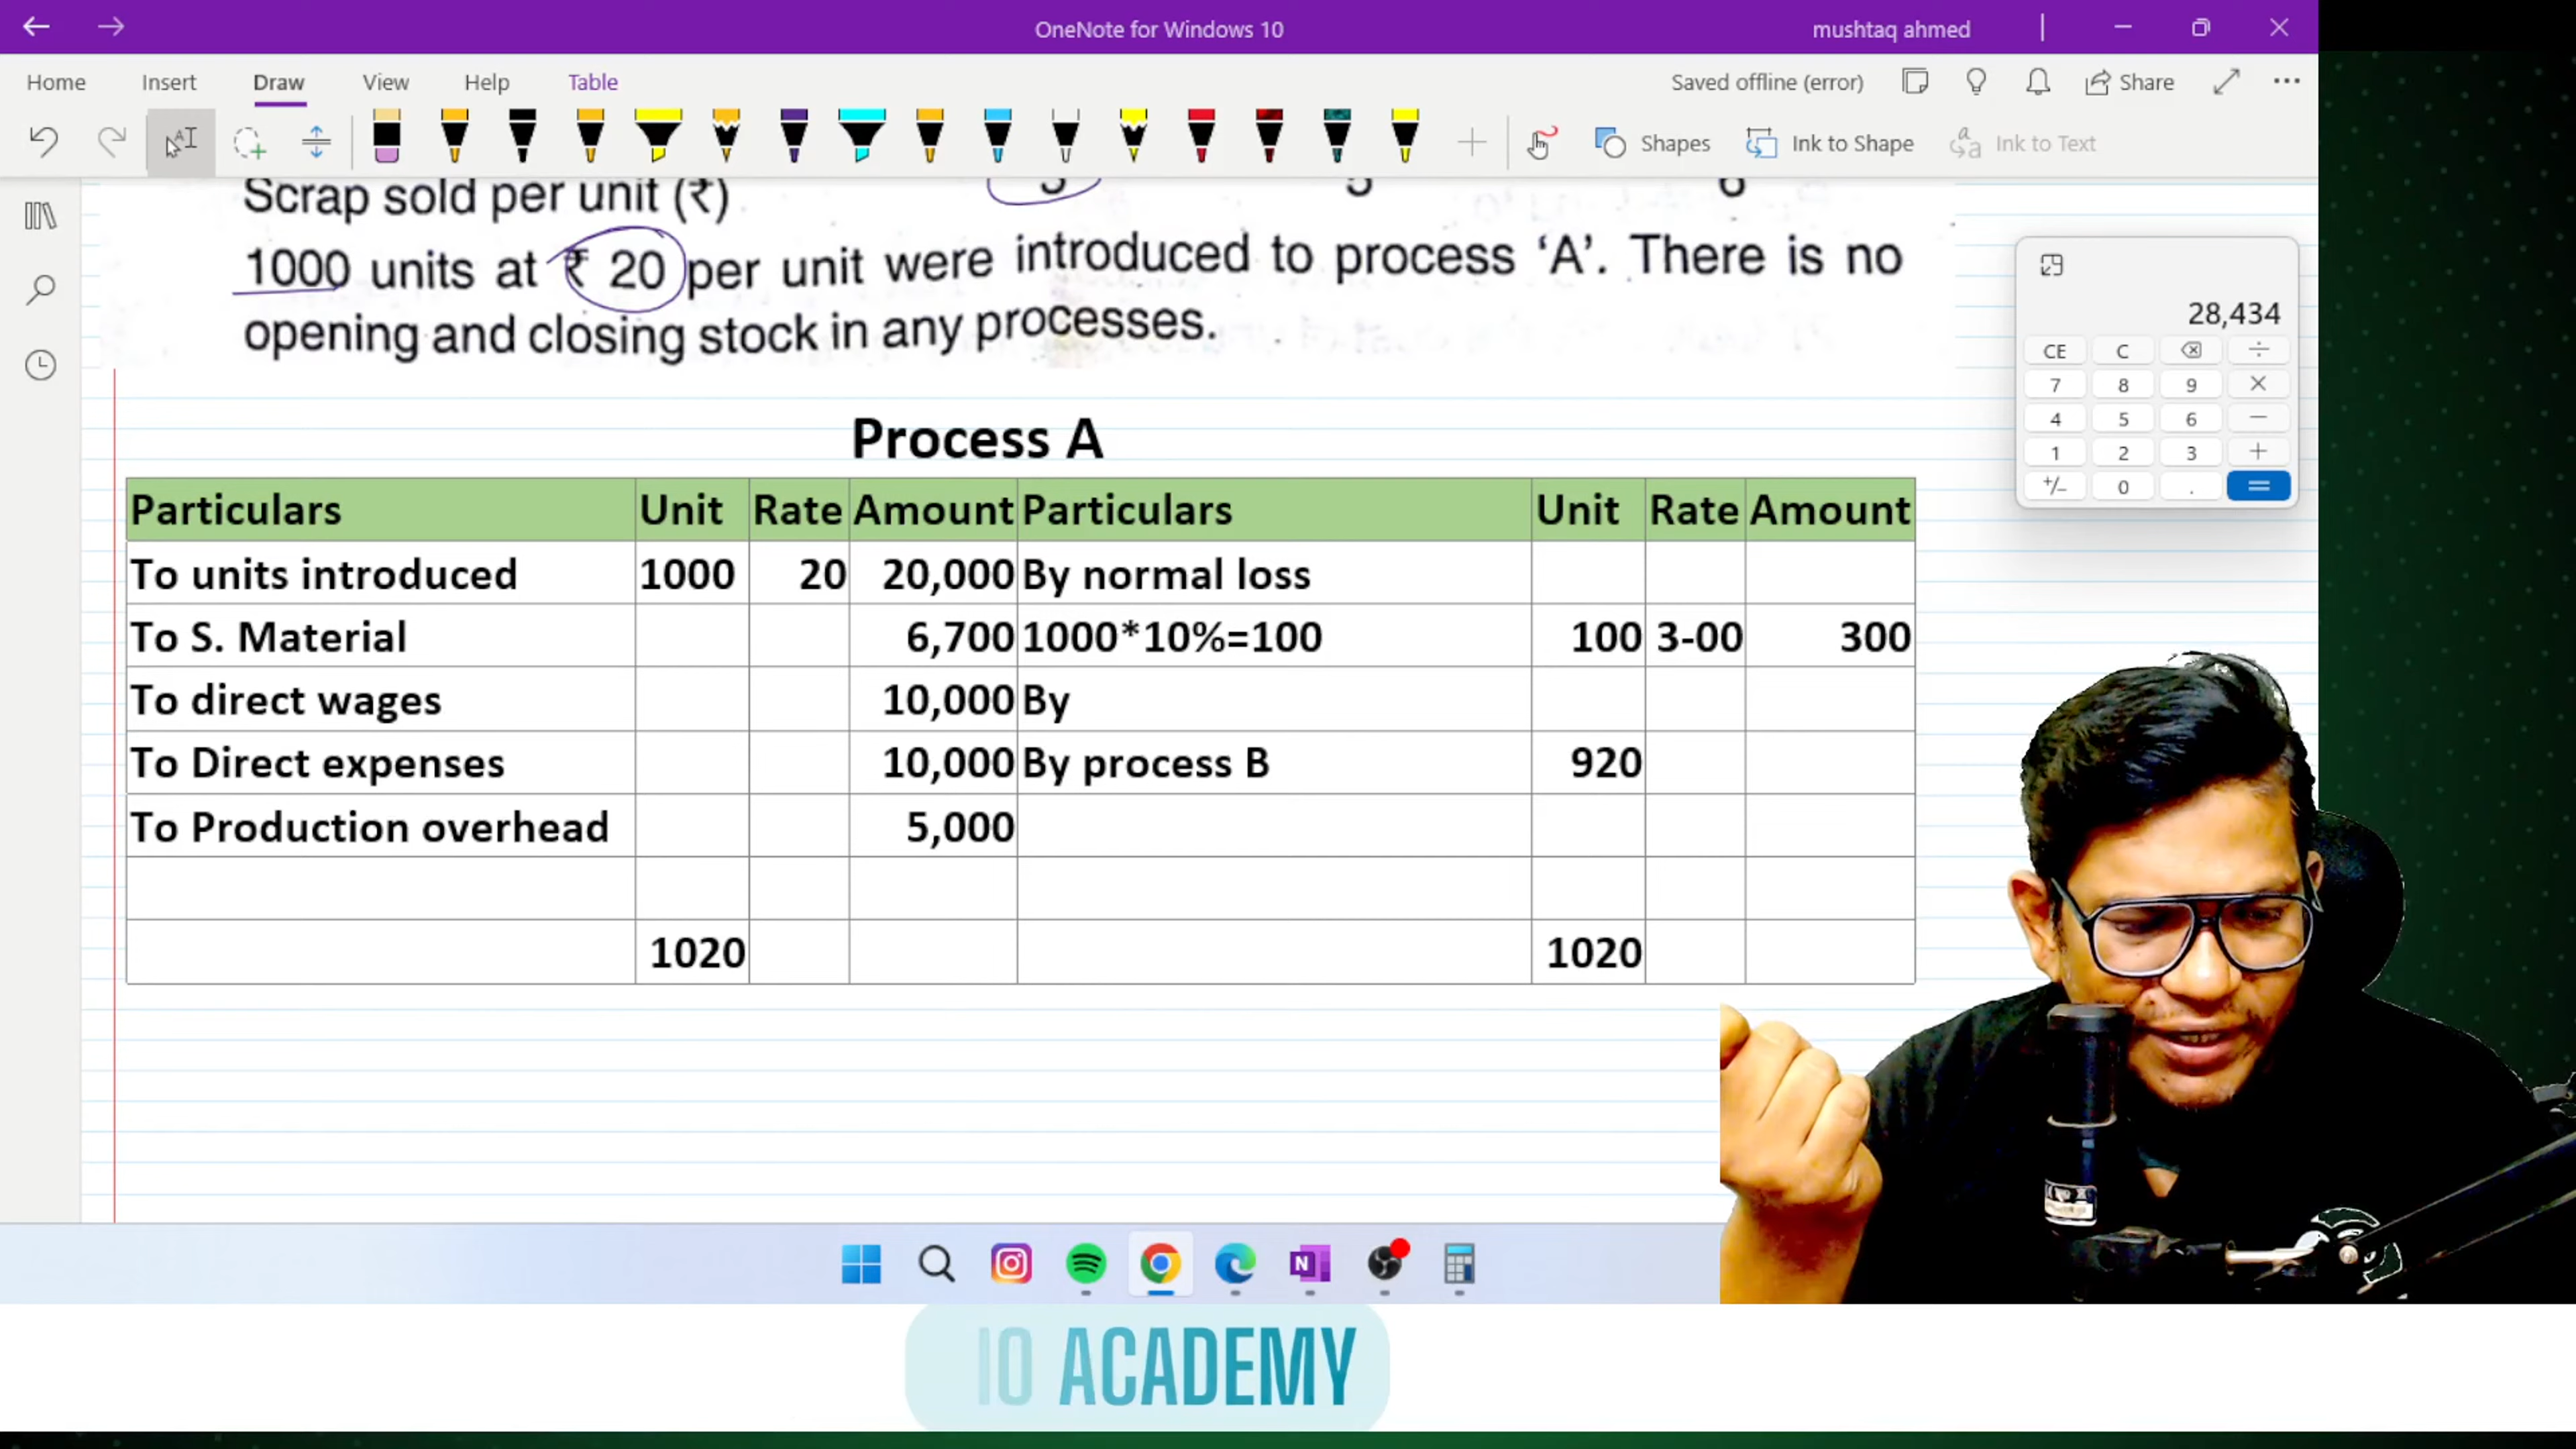 OneNote for Windows 10
mushtaq ahmed
Home Insert Draw View Help Table
Saved offline (error)
Share
Shapes
Ink to Shape
Ink to Text
Scrap sold per unit (₹) 5
1000 units at ₹ 20 per unit were introduced to process ‘A’. There is no
opening and closing stock in any processes.
28,434
CE C ÷
7 8 9 ×
4 5 6 −
1 2 3 +
+/− 0 . =
Process A
Particulars Unit Rate Amount Particulars Unit Rate Amount
To units introduced 1000 20 20,000 By normal loss
To S. Material 6,700 1000*10%=100 100 3-00 300
To direct wages 10,000 By
To Direct expenses 10,000 By process B 920
To Production overhead 5,000
1020 1020
IO ACADEMY